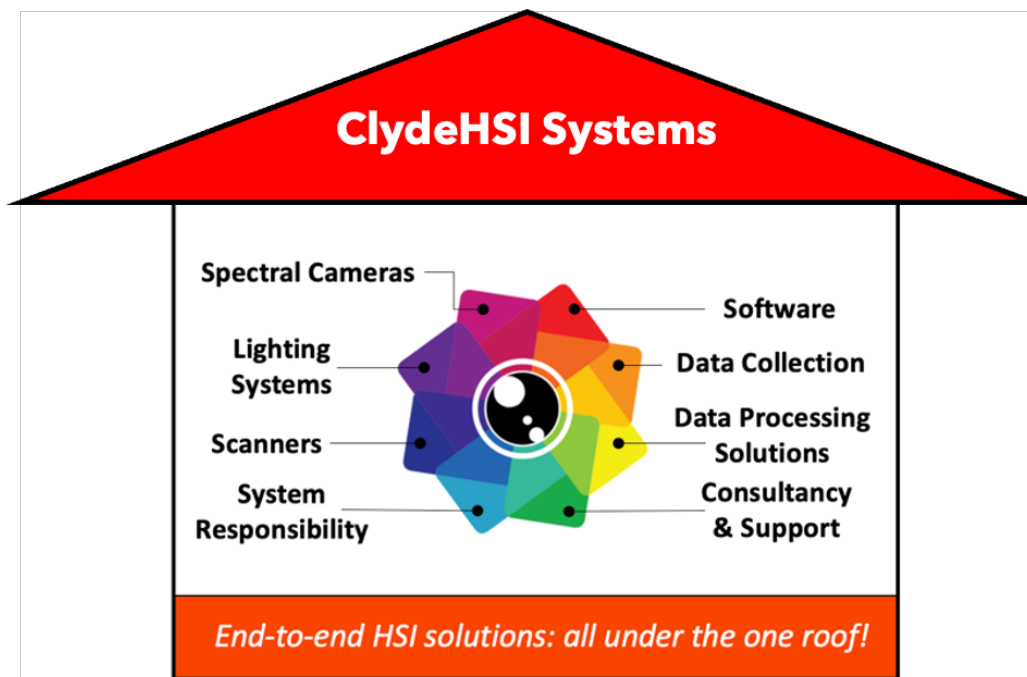 ClydeHSI Systems
Spectral Cameras
Lighting
Systems
Scanners
System
Responsibility
Software
Data Collection
Data Processing
Solutions
Consultancy
& Support
End-to-end HSI solutions: all under the one roof!